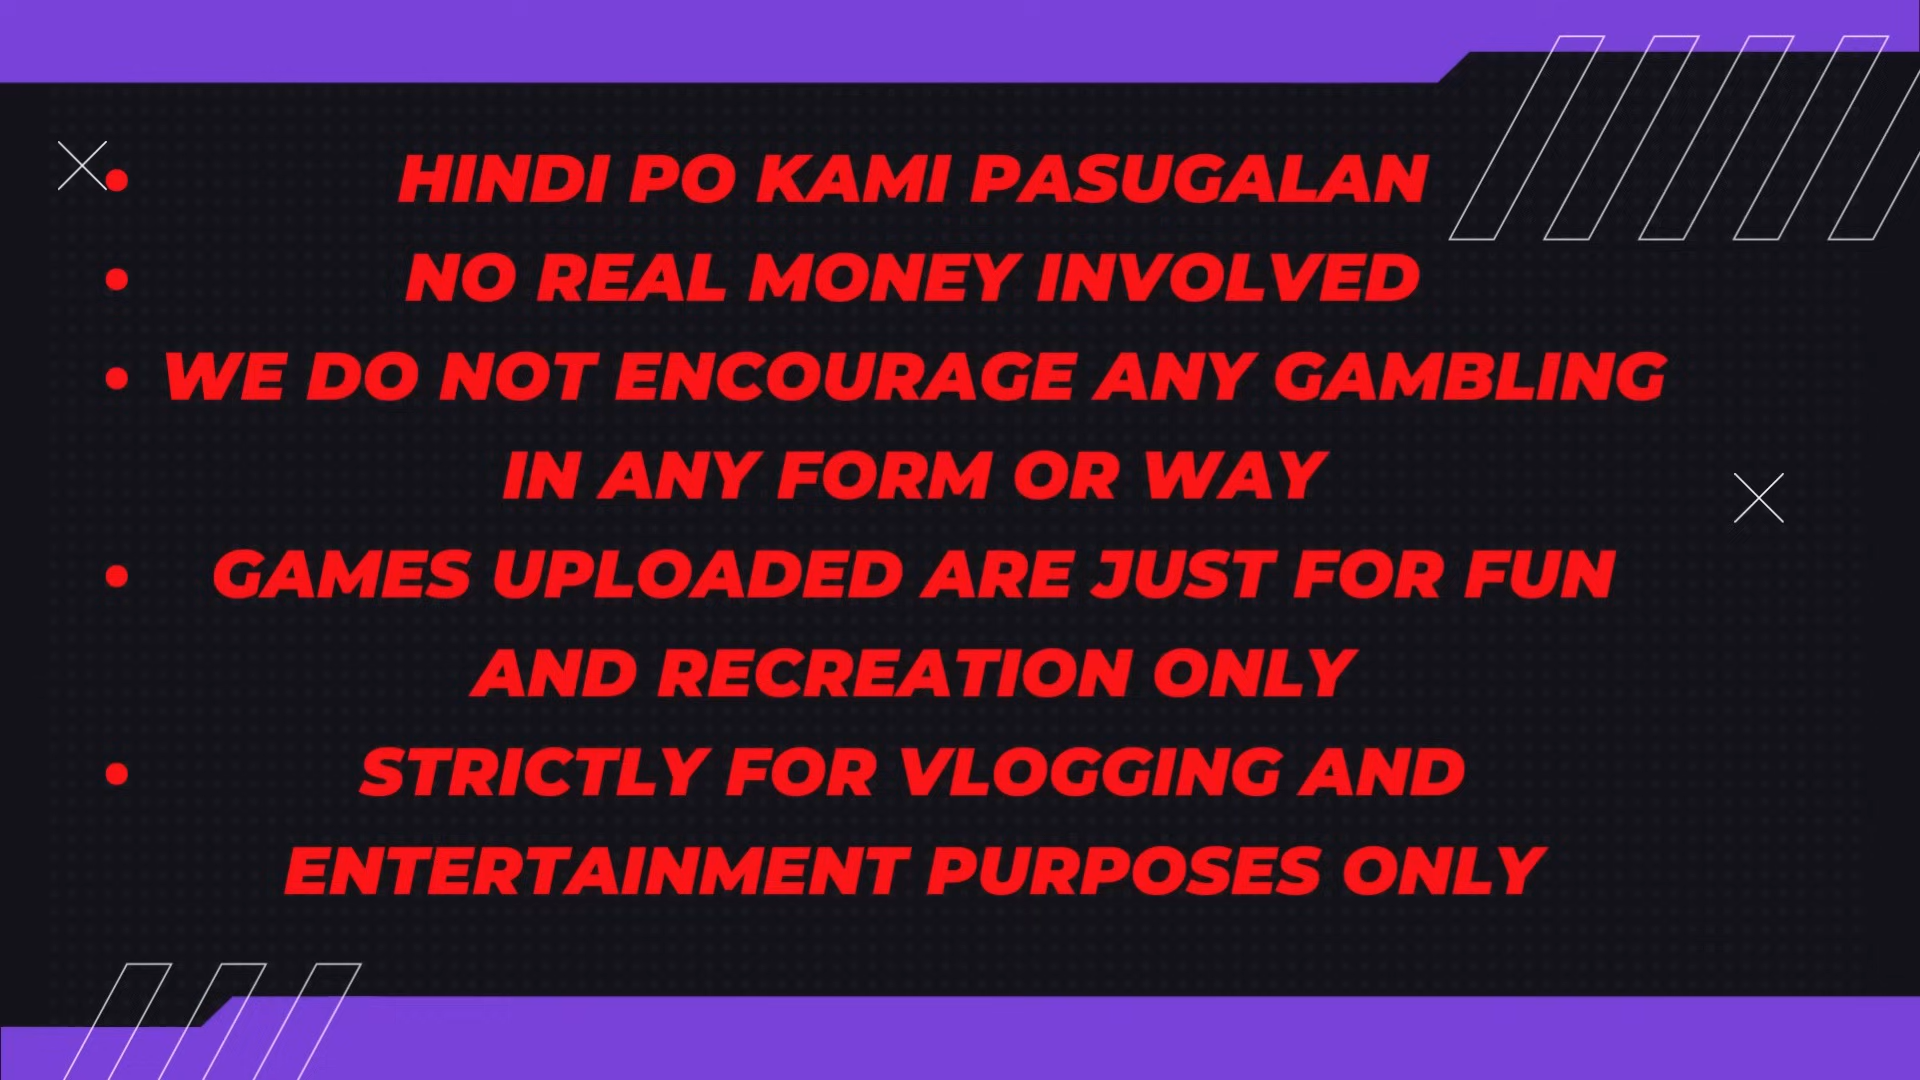 HINDI PO KAMI PASUGALAN
NO REAL MONEY INVOLVED
WE DO NOT ENCOURAGE ANY GAMBLING
IN ANY FORM OR WAY
GAMES UPLOADED ARE JUST FOR FUN
AND RECREATION ONLY
STRICTLY FOR VLOGGING AND
ENTERTAINMENT PURPOSES ONLY